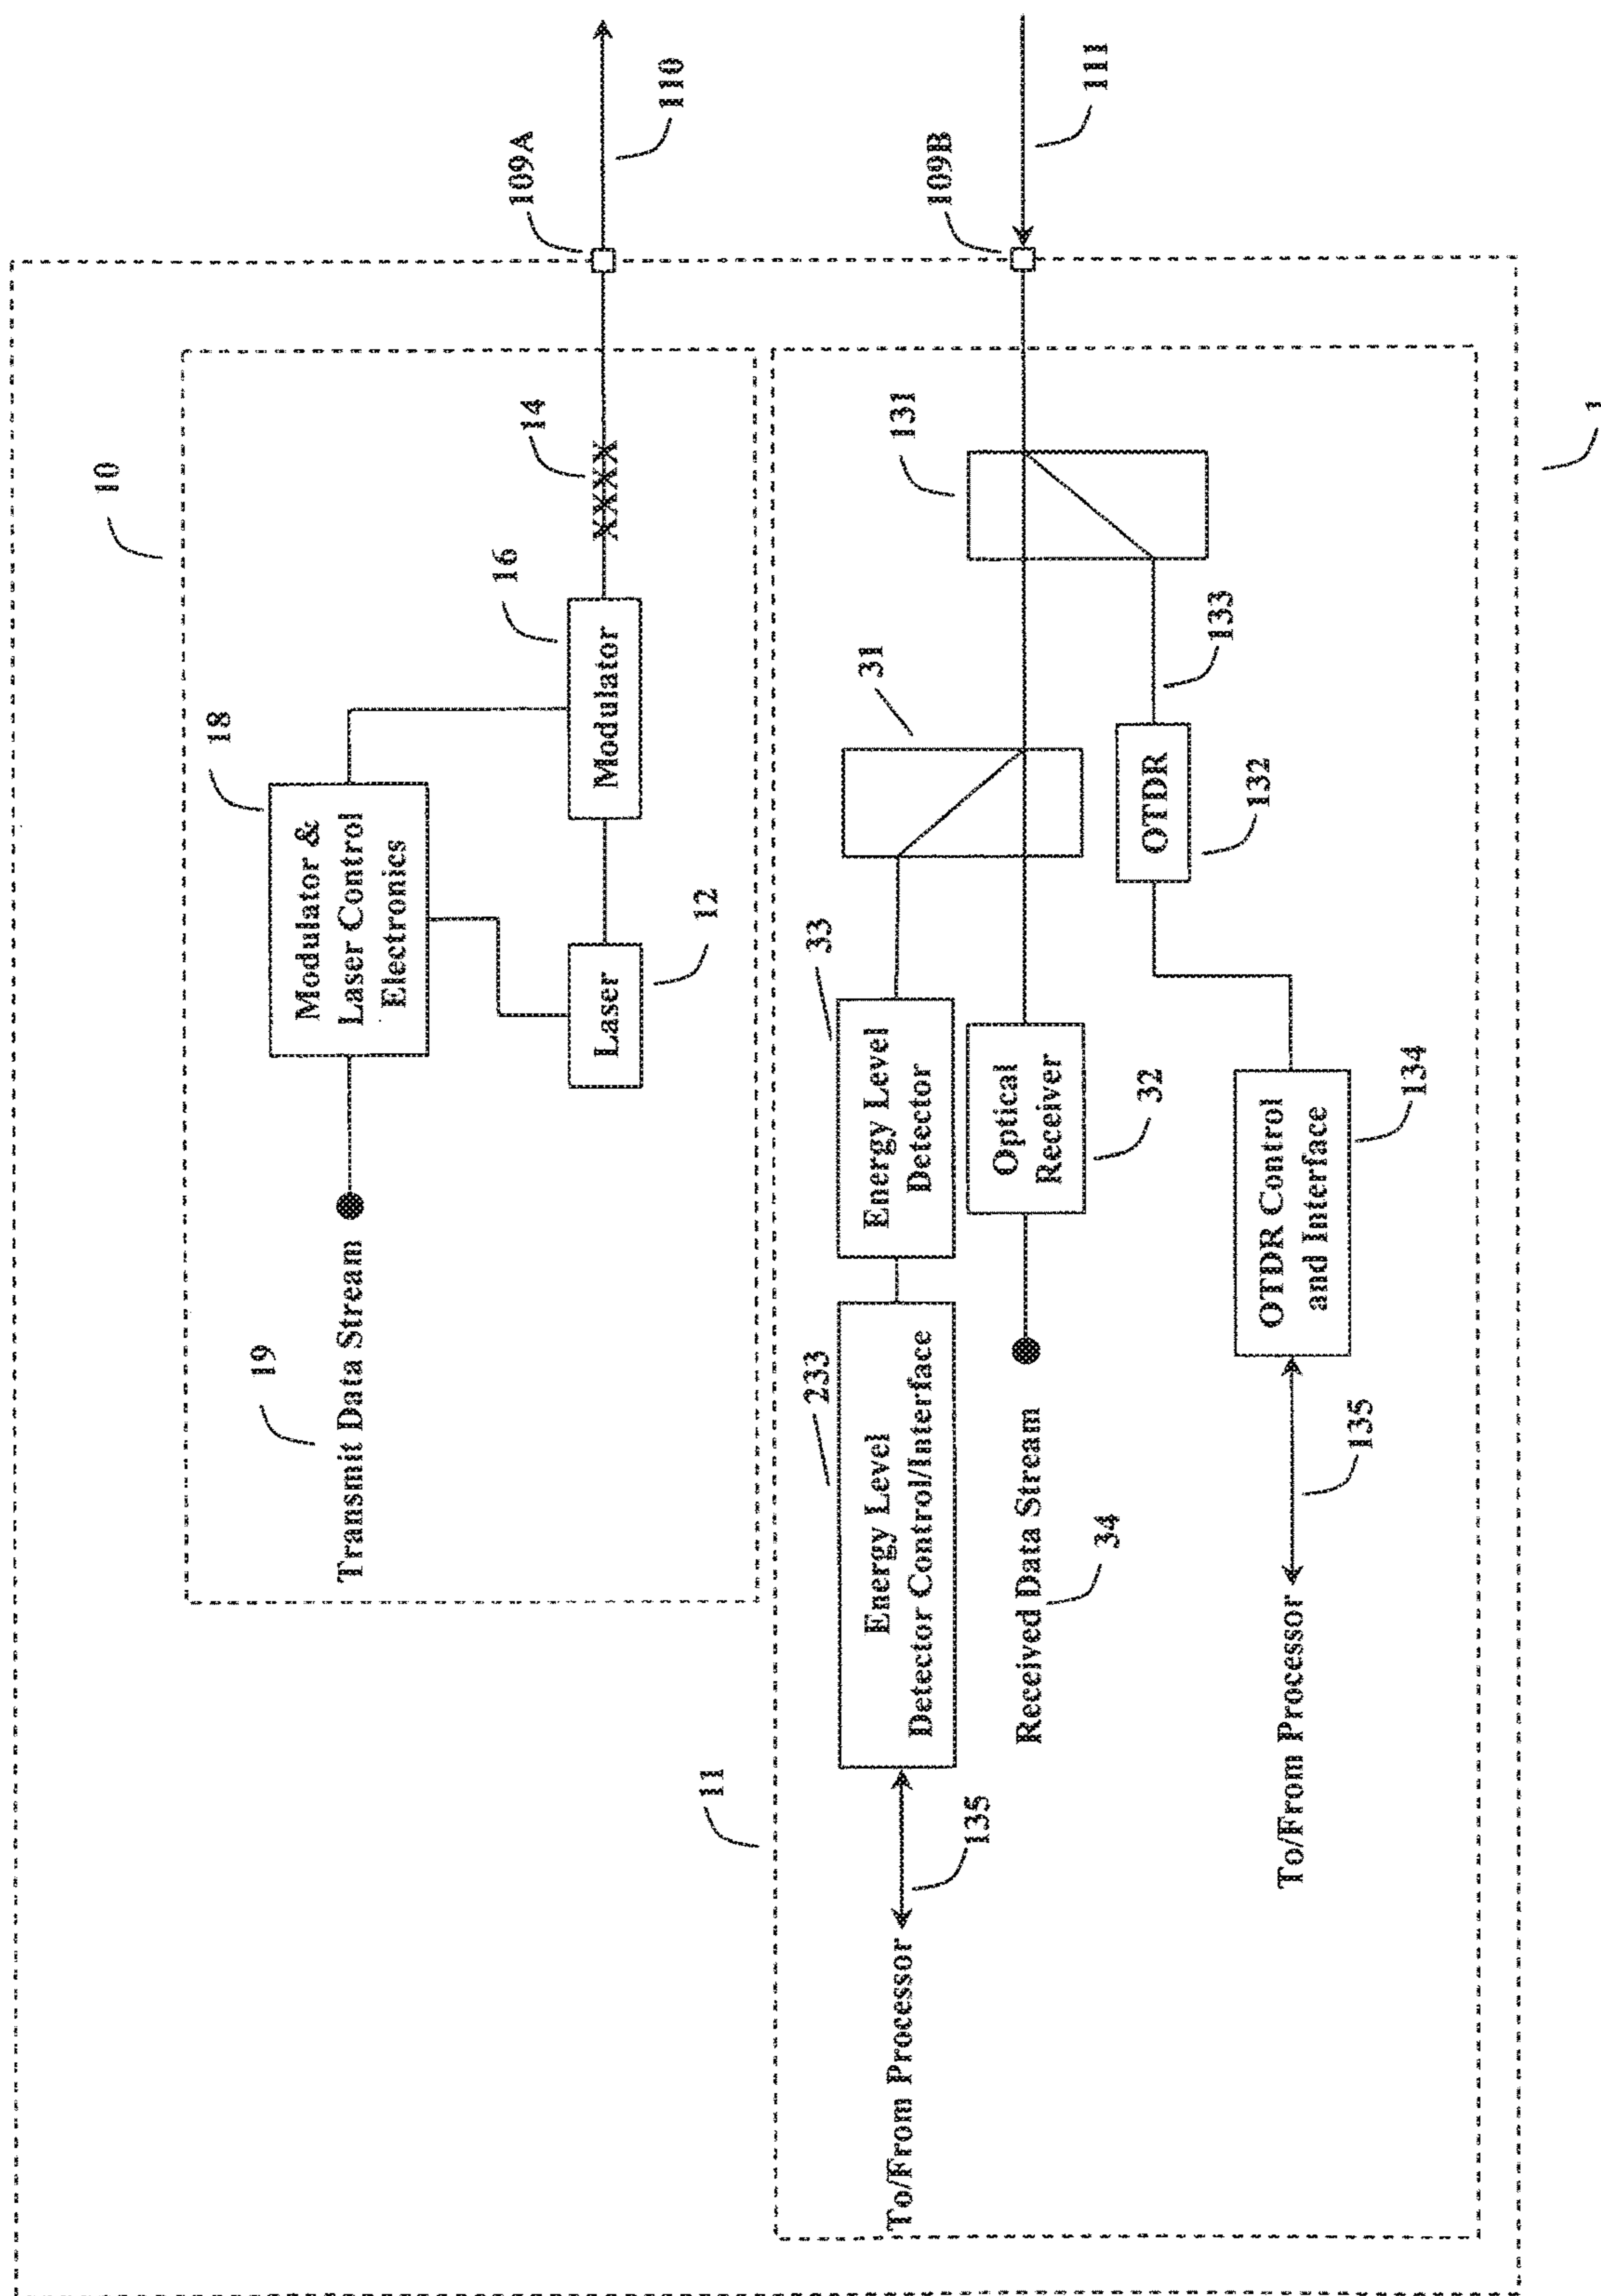 10
18
Modulator &
Laser Control
Electronics
19
Transmit Data Stream
16
Modulator
14
XXXXX
Laser
12
109A
110
11
233
Energy Level
Detector Control/Interface
33
Energy Level
Detector
31
131
109B
111
To/From Processor
135
Received Data Stream
34
Optical
Receiver
32
OTDR
132
133
OTDR Control
and Interface
134
To/From Processor
135
1